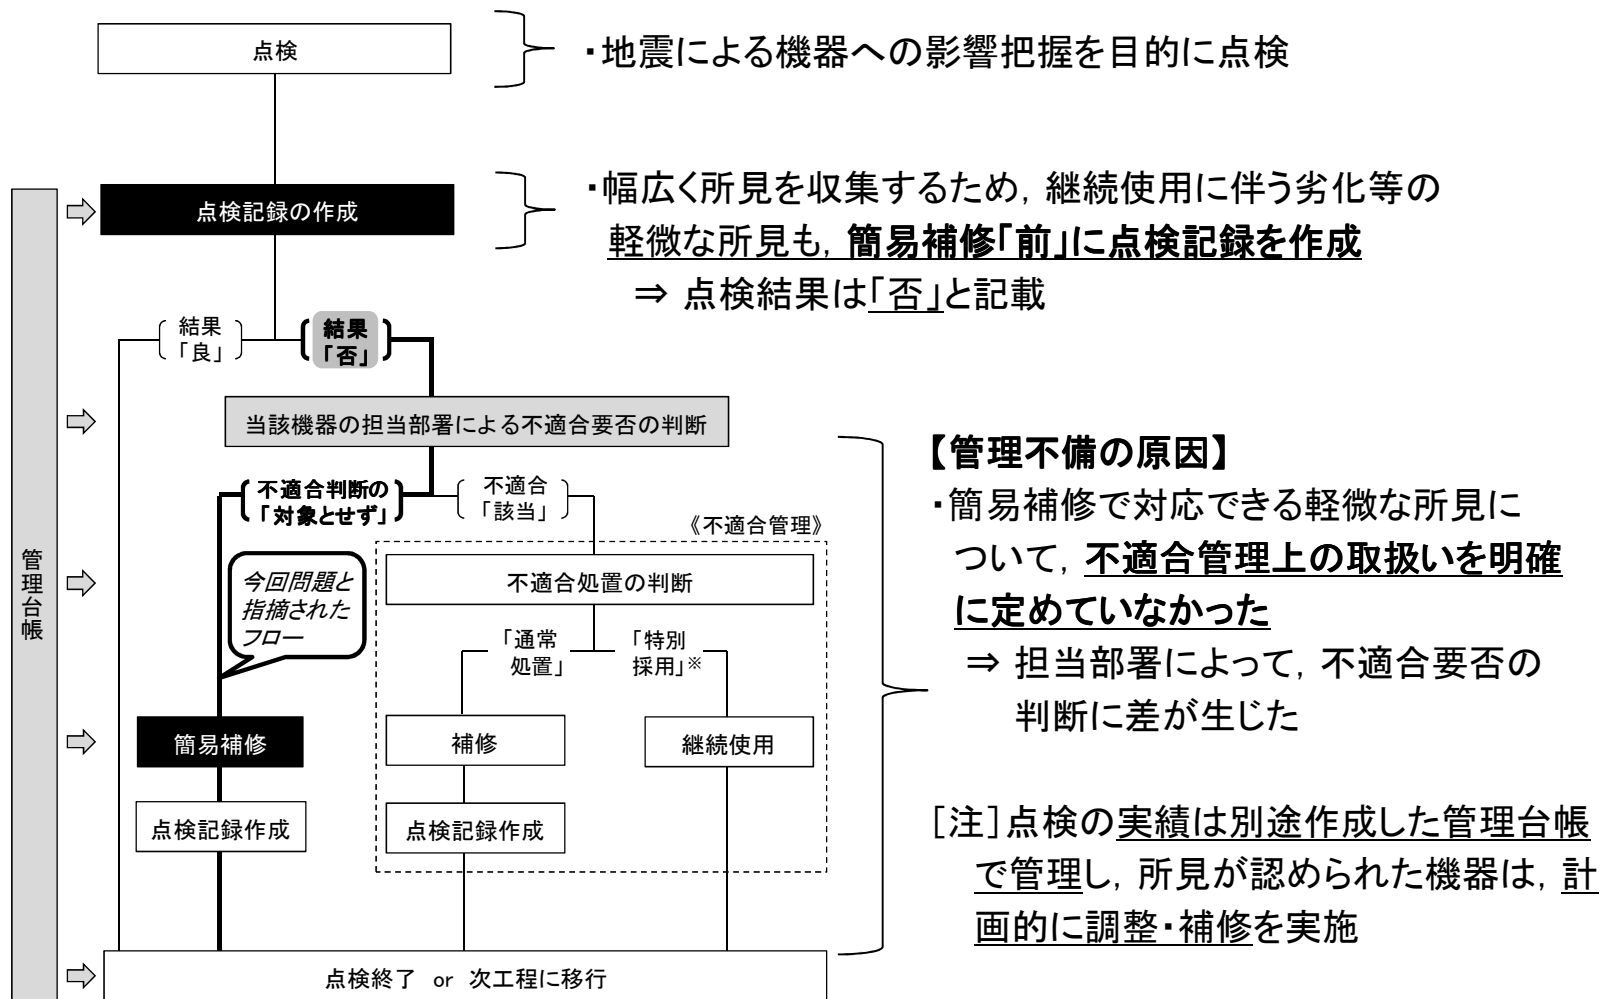 点検
・地震による機器への影響把握を目的に点検
点検記録の作成
・幅広く所見を収集するため，継続使用に伴う劣化等の
軽微な所見も，簡易補修「前」に点検記録を作成
⇒ 点検結果は「否」と記載
結果
「良」
結果
「否」
当該機器の担当部署による不適合要否の判断
不適合判断の
「対象とせず」
不適合
「該当」
《不適合管理》
管理台帳
今回問題と
指摘された
フロー
不適合処置の判断
「通常
処置」
「特別
採用」※
簡易補修
補修
継続使用
点検記録作成
点検記録作成
点検終了 or 次工程に移行
【管理不備の原因】
・簡易補修で対応できる軽微な所見に
ついて，不適合管理上の取扱いを明確
に定めていなかった
⇒ 担当部署によって，不適合要否の
判断に差が生じた
［注］点検の実績は別途作成した管理台帳
で管理し，所見が認められた機器は，計
画的に調整・補修を実施